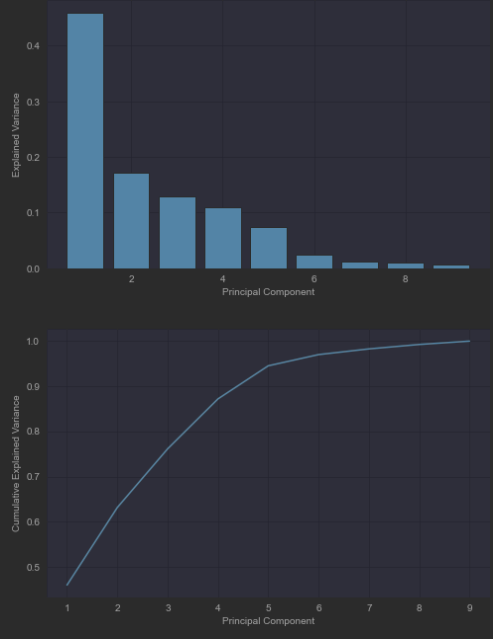 Explained Variance
0.4
0.3
0.2
0.1
0.0
2 4 6 8
Principal Component
Cumulative Explained Variance
1.0
0.9
0.8
0.7
0.6
0.5
1 2 3 4 5 6 7 8 9
Principal Component